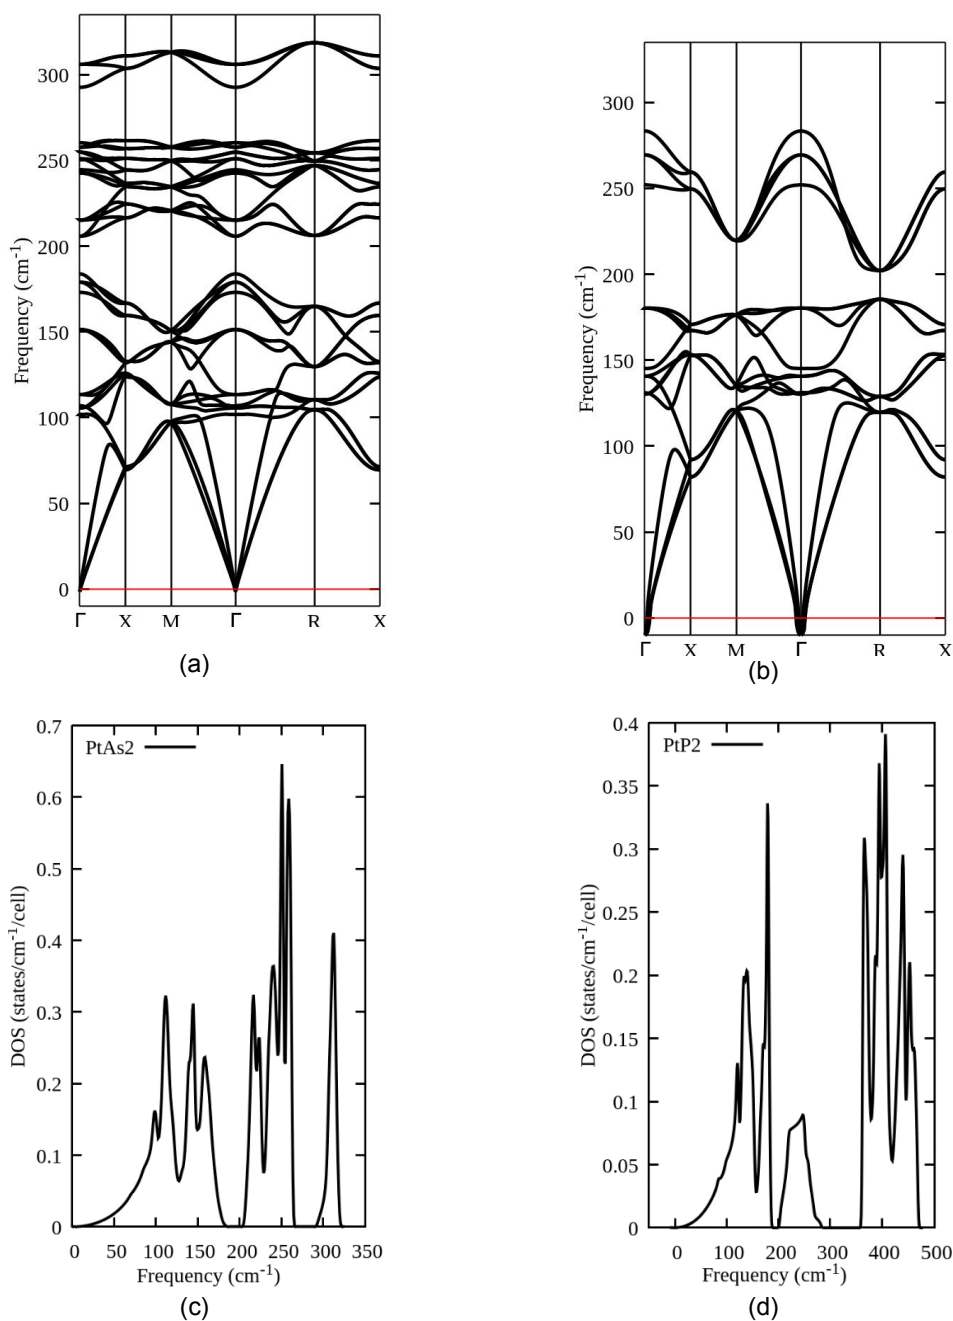 Frequency (cm-1)
300
250
200
150
100
50
0
Γ X M Γ R X
(a)
Frequency (cm-1)
300
250
200
150
100
50
0
Γ X M Γ R X
(b)
DOS (states/cm-1/cell)
0.7
0.6
0.5
0.4
0.3
0.2
0.1
0
PtAs2
0 50 100 150 200 250 300 350
Frequency (cm-1)
(c)
DOS (states/cm-1/cell)
0.4
0.35
0.3
0.25
0.2
0.15
0.1
0.05
0
PtP2
0 100 200 300 400 500
Frequency (cm-1)
(d)